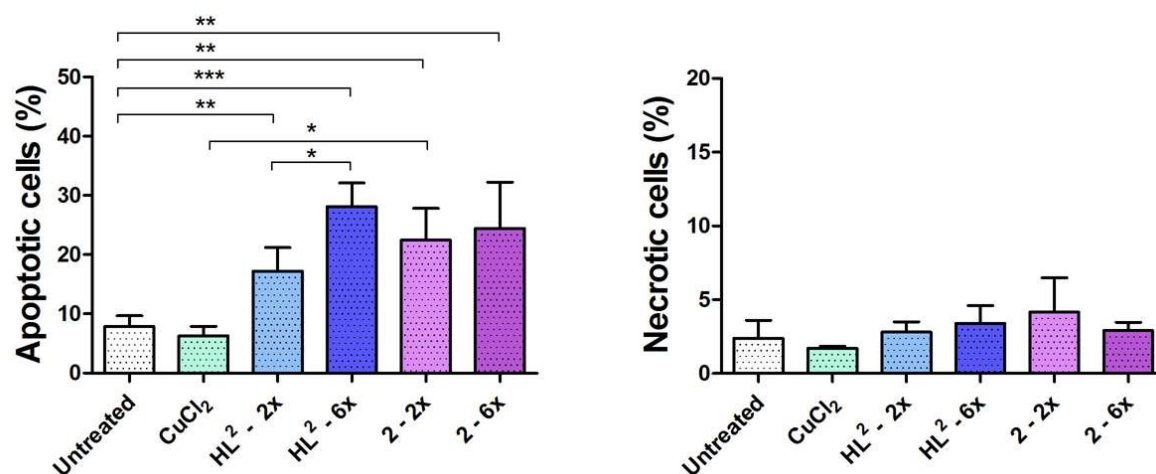 **
**
***
**
*
*
Apoptotic cells (%)
50
40
30
20
10
0
Untreated
CuCl₂
HL² - 2x
HL² - 6x
2 - 2x
2 - 6x
Necrotic cells (%)
20
15
10
5
0
Untreated
CuCl₂
HL² - 2x
HL² - 6x
2 - 2x
2 - 6x